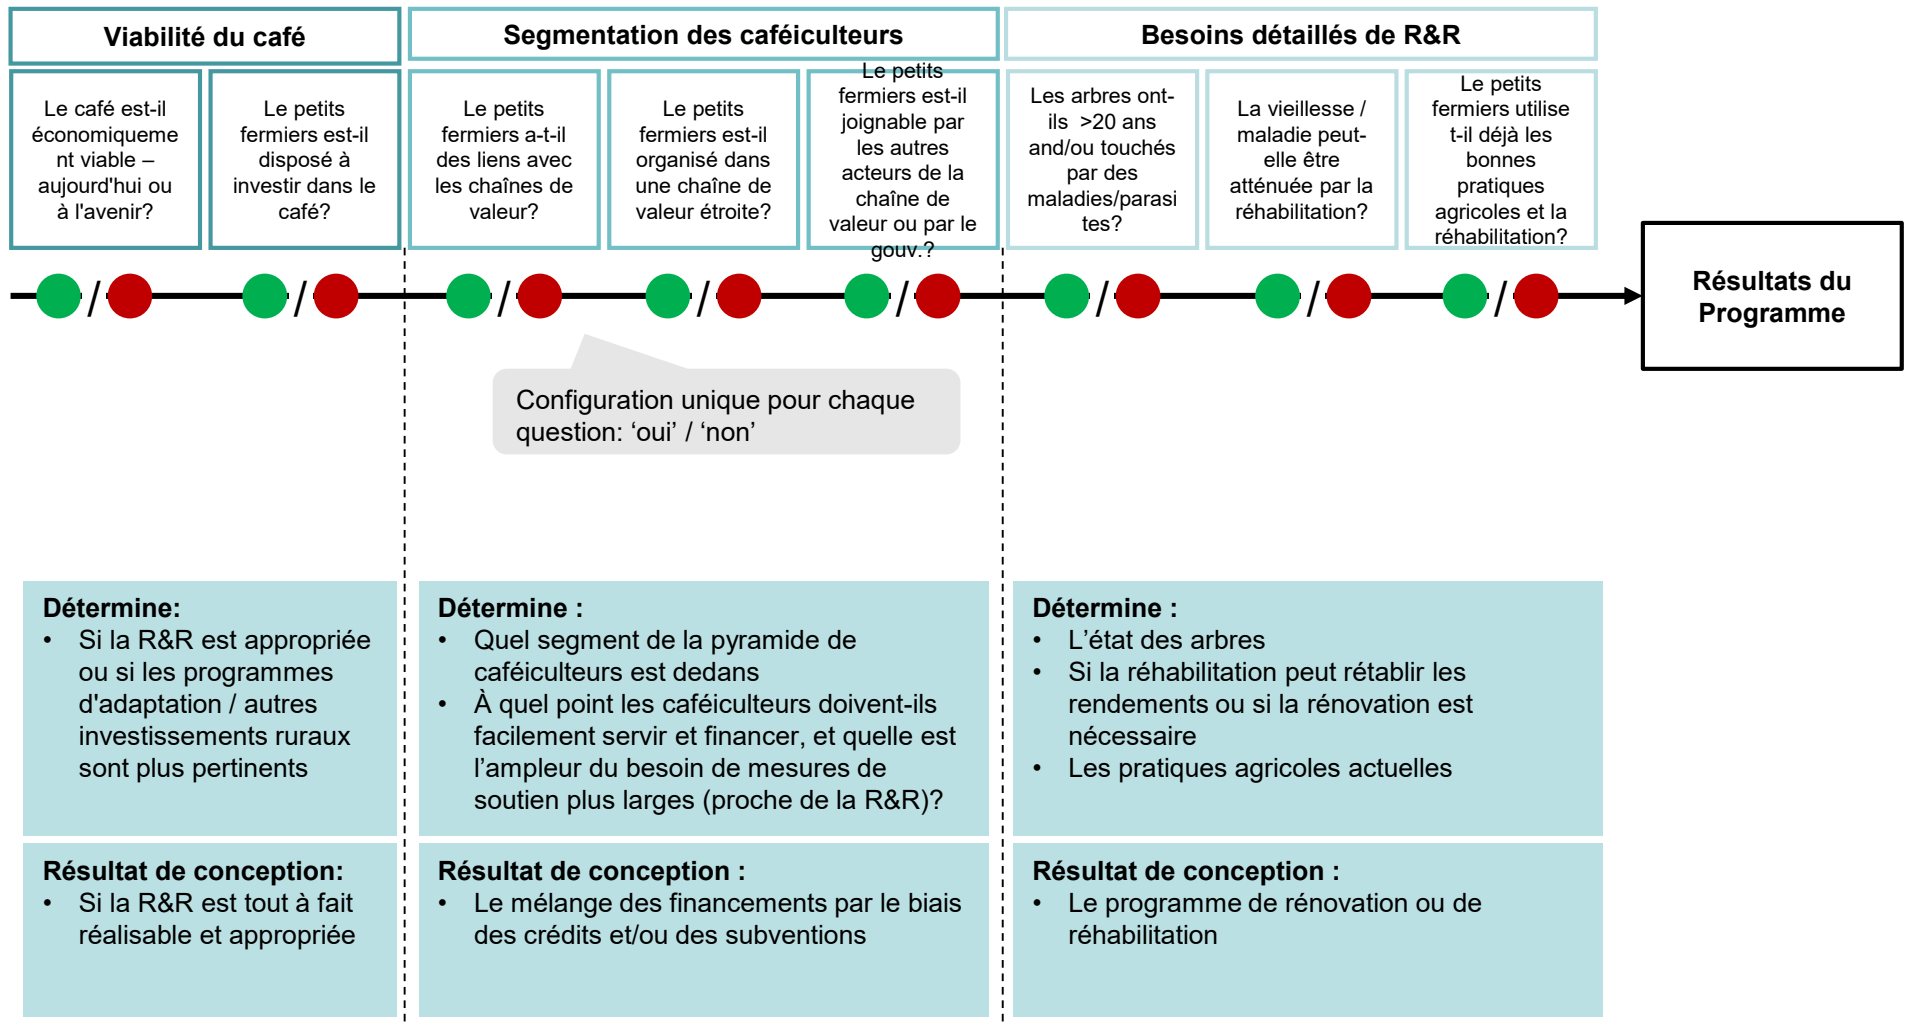 Viabilité du café
Segmentation des caféiculteurs
Besoins détaillés de R&R
Le café est-il
économiqueme
nt viable –
aujourd'hui ou
à l'avenir?
Le petits
fermiers est-il
disposé à
investir dans le
café?
Le petits
fermiers a-t-il
des liens avec
les chaînes de
valeur?
Le petits
fermiers est-il
organisé dans
une chaîne de
valeur étroite?
Le petits
fermiers est-il
joignable par
les autres
acteurs de la
chaîne de
valeur ou par le
gouv.?
Les arbres ont-
ils >20 ans
and/ou touchés
par des
maladies/parasi
tes?
La vieillesse /
maladie peut-
elle être
atténuée par la
réhabilitation?
Le petits
fermiers utilise
t-il déjà les
bonnes
pratiques
agricoles et la
réhabilitation?
/
/
/
/
/
/
/
/
Résultats du
Programme
Configuration unique pour chaque
question: ‘oui’ / ‘non’
Détermine:
• Si la R&R est appropriée
ou si les programmes
d'adaptation / autres
investissements ruraux
sont plus pertinents
Détermine :
• Quel segment de la pyramide de
caféiculteurs est dedans
• À quel point les caféiculteurs doivent-ils
facilement servir et financer, et quelle est
l’ampleur du besoin de mesures de
soutien plus larges (proche de la R&R)?
Détermine :
• L’état des arbres
• Si la réhabilitation peut rétablir les
rendements ou si la rénovation est
nécessaire
• Les pratiques agricoles actuelles
Résultat de conception:
• Si la R&R est tout à fait
réalisable et appropriée
Résultat de conception :
• Le mélange des financements par le biais
des crédits et/ou des subventions
Résultat de conception :
• Le programme de rénovation ou de
réhabilitation